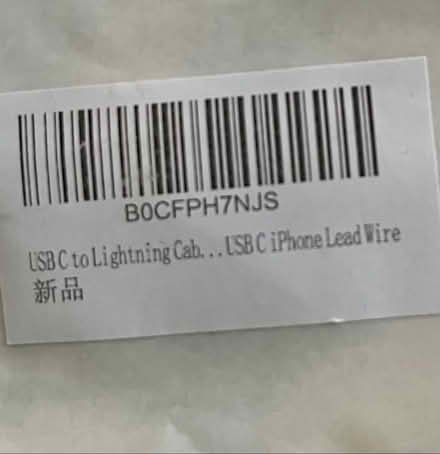 B0CFPH7NJS
USB C to Lightning Cab...USB C iPhone Lead Wire
新品